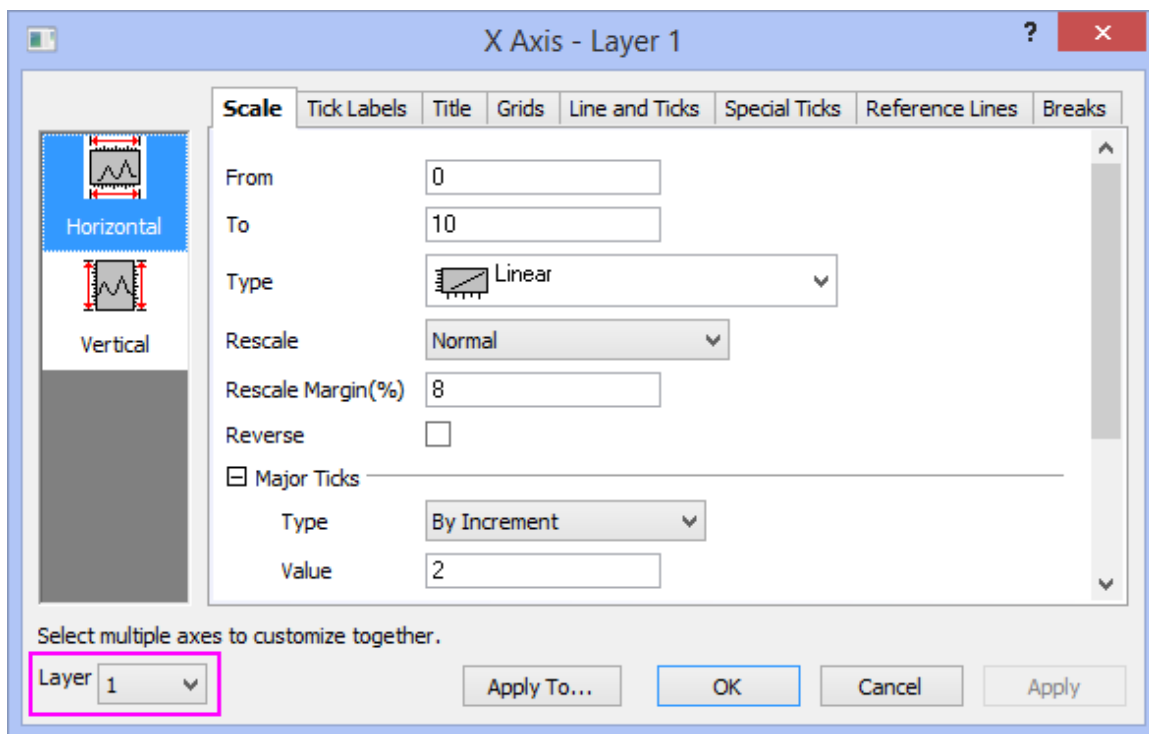 X Axis - Layer 1
?
Scale Tick Labels Title Grids Line and Ticks Special Ticks Reference Lines Breaks
Horizontal
Vertical
From 0
To 10
Type Linear
Rescale Normal
Rescale Margin(%) 8
Reverse
Major Ticks
Type By Increment
Value 2
Select multiple axes to customize together.
Layer 1 Apply To... OK Cancel Apply